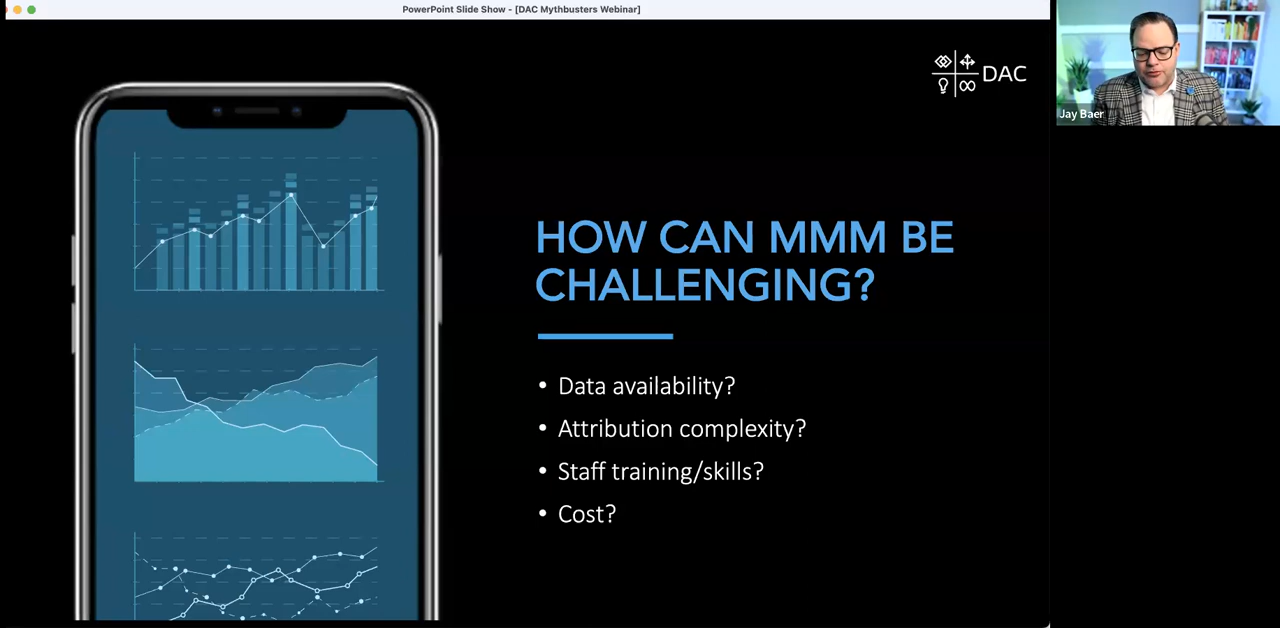 PowerPoint Slide Show - [DAC Mythbusters Webinar]
DAC
Jay Baer
HOW CAN MMM BE
CHALLENGING?
• Data availability?
• Attribution complexity?
• Staff training/skills?
• Cost?